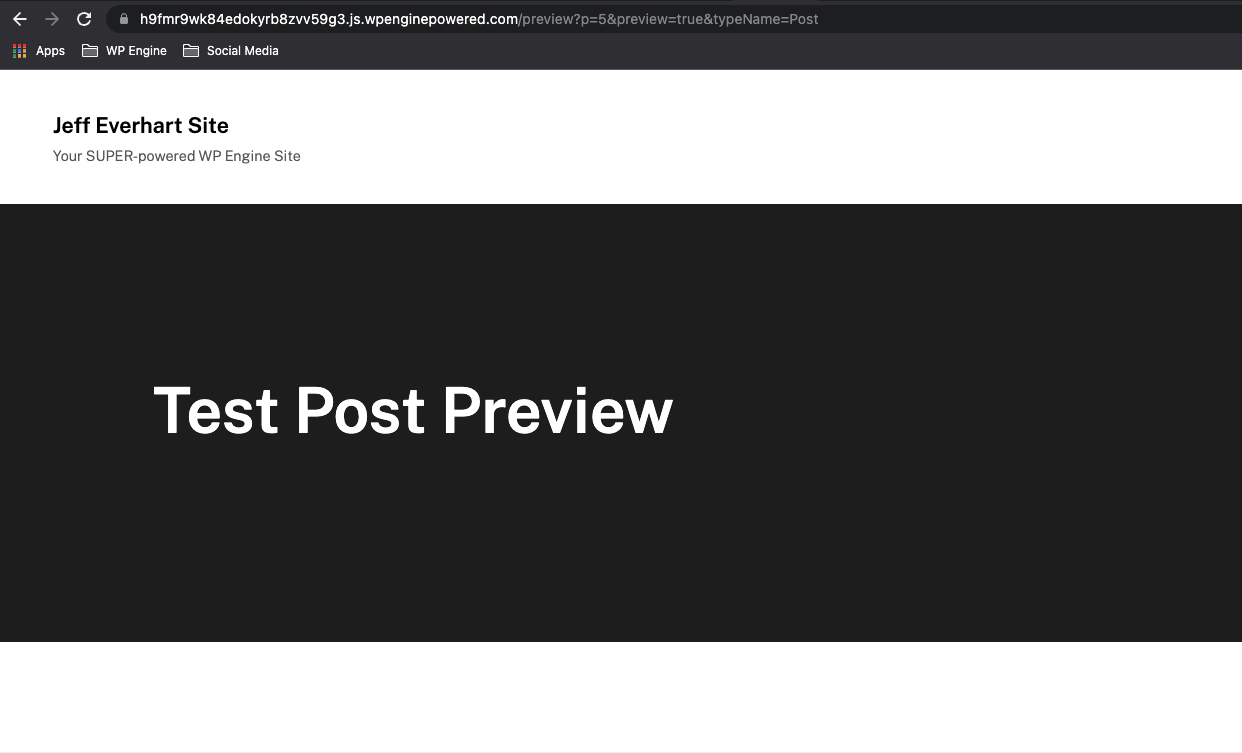 h9fmr9wk84edokyrb8zvv59g3.js.wpenginepowered.com/preview?p=5&preview=true&typeName=Post
Apps WP Engine Social Media
Jeff Everhart Site
Your SUPER-powered WP Engine Site
Test Post Preview